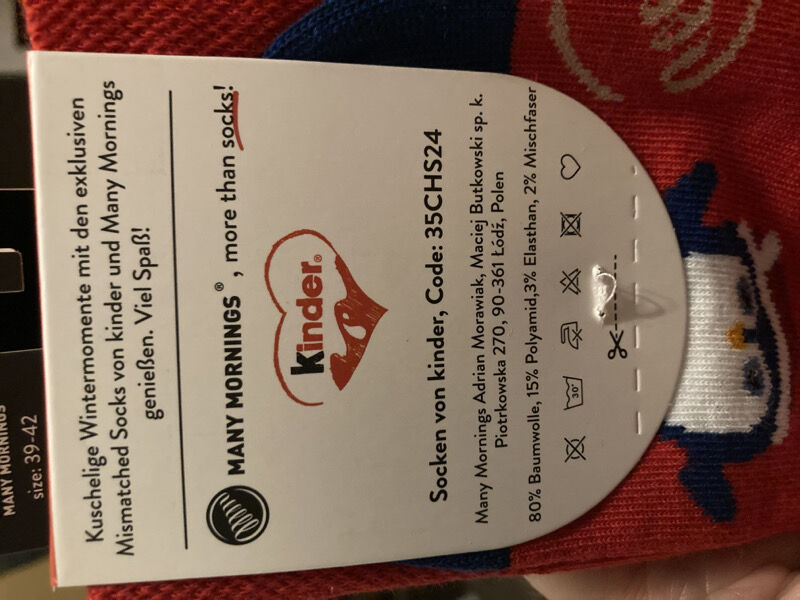 Kuschelige Wintermomente mit den exklusiven
Mismatched Socks von kinder und Many Mornings
genießen. Viel Spaß!
MANY MORNINGS®, more than socks!
Kinder®
Socken von kinder, Code: 35CHS24
Many Mornings Adrian Morawiak, Maciej Butkowski sp. k.
Piotrkowska 270, 90-361 Łódź, Polen
80% Baumwolle, 15% Polyamid,3% Elasthan, 2% Mischfaser
30°
MANY MORNINGS
size: 39-42